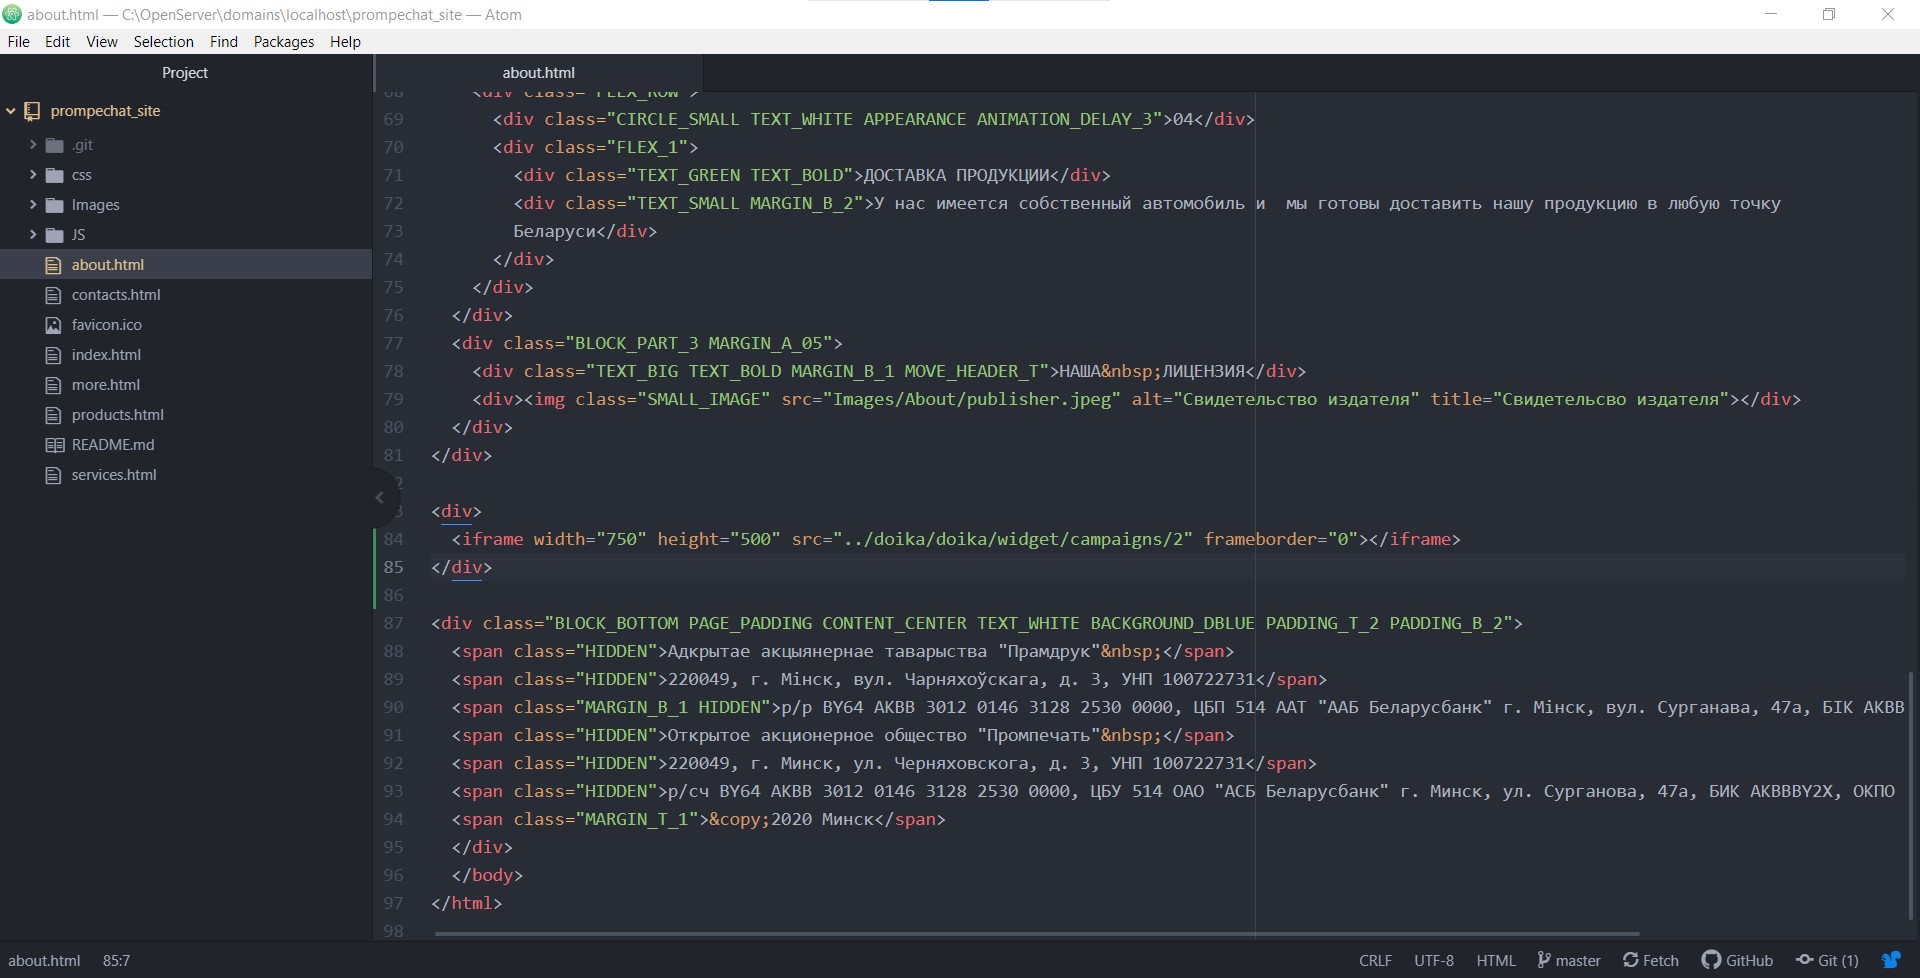 about.html — C:\OpenServer\domains\localhost\prompechat_site — Atom
File Edit View Selection Find Packages Help
Project
prompechat_site
.git
css
Images
JS
about.html
contacts.html
favicon.ico
index.html
more.html
products.html
README.md
services.html
about.html
68 <div class="FLEX_ROW">
69 <div class="CIRCLE_SMALL TEXT_WHITE APPEARANCE ANIMATION_DELAY_3">04</div>
70 <div class="FLEX_1">
71 <div class="TEXT_GREEN TEXT_BOLD">ДОСТАВКА ПРОДУКЦИИ</div>
72 <div class="TEXT_SMALL MARGIN_B_2">У нас имеется собственный автомобиль и  мы готовы доставить нашу продукцию в любую точку
73 Беларуси</div>
74 </div>
75 </div>
76 </div>
77 <div class="BLOCK_PART_3 MARGIN_A_05">
78 <div class="TEXT_BIG TEXT_BOLD MARGIN_B_1 MOVE_HEADER_T">НАША&nbsp;ЛИЦЕНЗИЯ</div>
79 <div><img class="SMALL_IMAGE" src="Images/About/publisher.jpeg" alt="Свидетельство издателя" title="Свидетельсво издателя"></div>
80 </div>
81 </div>
2
3 <div>
84 <iframe width="750" height="500" src="../doika/doika/widget/campaigns/2" frameborder="0"></iframe>
85 </div>
86
87 <div class="BLOCK_BOTTOM PAGE_PADDING CONTENT_CENTER TEXT_WHITE BACKGROUND_DBLUE PADDING_T_2 PADDING_B_2">
88 <span class="HIDDEN">Адкрытае акцыянернае таварыства "Прамдрук"&nbsp;</span>
89 <span class="HIDDEN">220049, г. Мінск, вул. Чарняхоўскага, д. 3, УНП 100722731</span>
90 <span class="MARGIN_B_1 HIDDEN">р/р BY64 AKBB 3012 0146 3128 2530 0000, ЦБП 514 ААТ "ААБ Беларусбанк" г. Мінск, вул. Сурганава, 47а, БІК AKBB
91 <span class="HIDDEN">Открытое акционерное общество "Промпечать"&nbsp;</span>
92 <span class="HIDDEN">220049, г. Минск, ул. Черняховскога, д. 3, УНП 100722731</span>
93 <span class="HIDDEN">р/сч BY64 AKBB 3012 0146 3128 2530 0000, ЦБУ 514 ОАО "АСБ Беларусбанк" г. Минск, ул. Сурганова, 47а, БИК AKBBBY2X, ОКПО
94 <span class="MARGIN_T_1">&copy;2020 Минск</span>
95 </div>
96 </body>
97 </html>
98
about.html 85:7 CRLF UTF-8 HTML master Fetch GitHub Git (1)